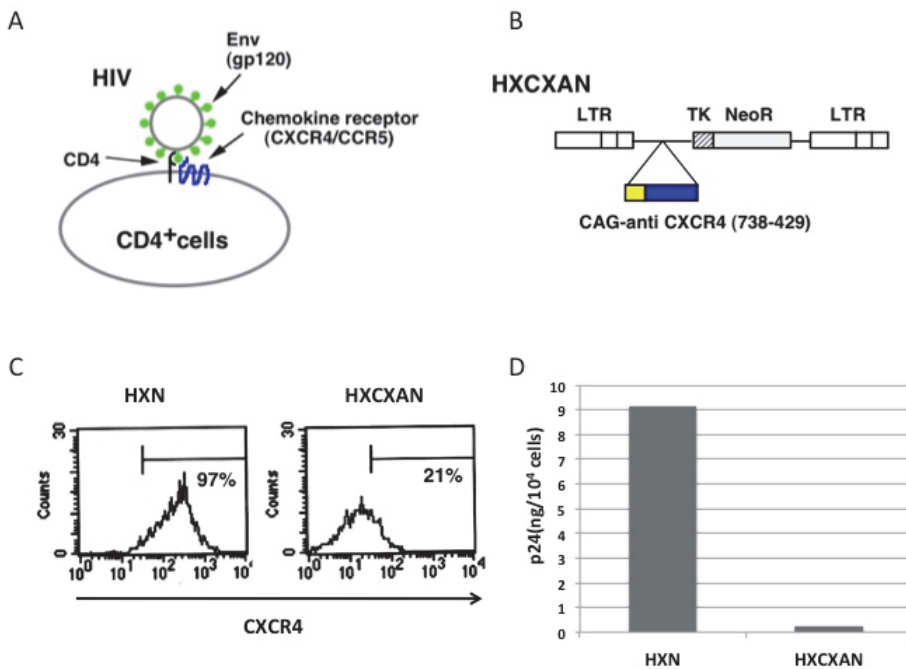 A
Env
(gp120)
HIV
Chemokine receptor
(CXCR4/CCR5)
CD4
CD4⁺cells
B
HXCXAN
LTR
TK
NeoR
LTR
CAG-anti CXCR4 (738-429)
C
HXN
HXCXAN
30
Counts
0
97%
10⁰ 10¹ 10² 10³ 10⁴
30
Counts
0
21%
10⁰ 10¹ 10² 10³ 10⁴
CXCR4
D
p24(ng/10⁴ cells)
10
9
8
7
6
5
4
3
2
1
0
HXN
HXCXAN